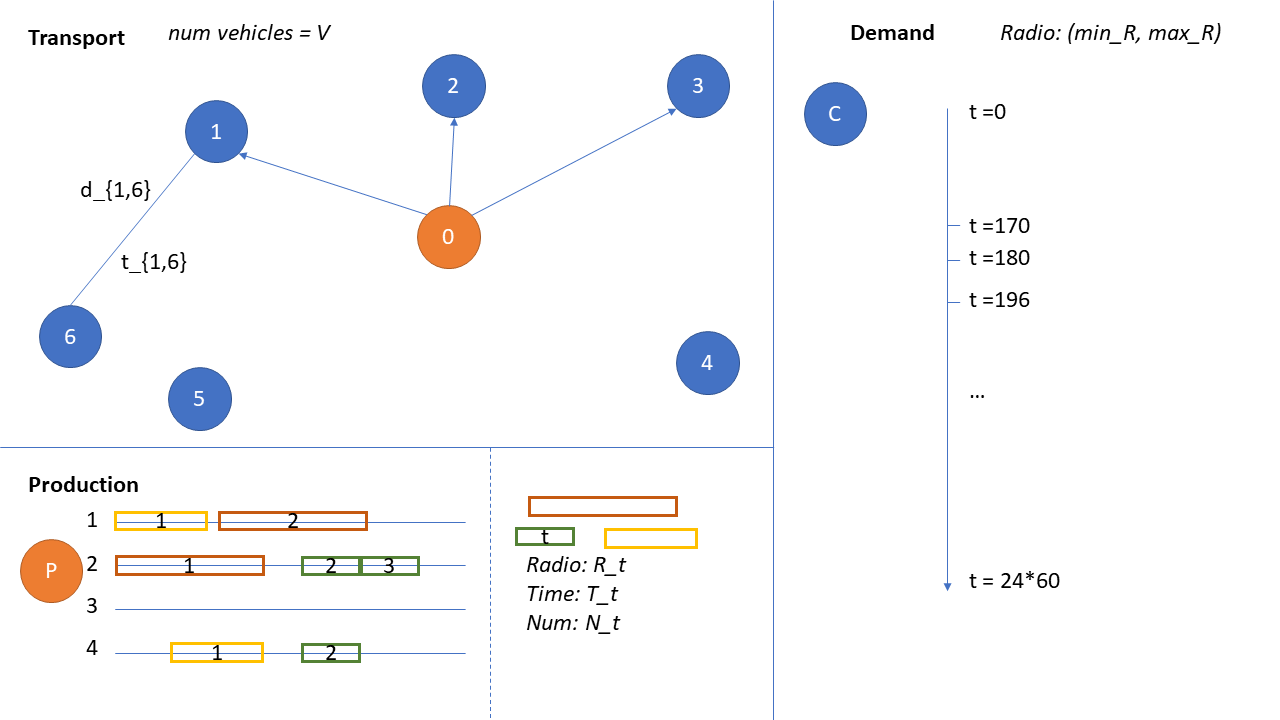 Transport
num vehicles = V
1
2
3
d_{1,6}
t_{1,6}
0
6
5
4
Demand
Radio: (min_R, max_R)
C
t =0
t =170
t =180
t =196
...
t = 24*60
Production
P
1
1
2
2
1
2
3
3
4
1
2
t
Radio: R_t
Time: T_t
Num: N_t